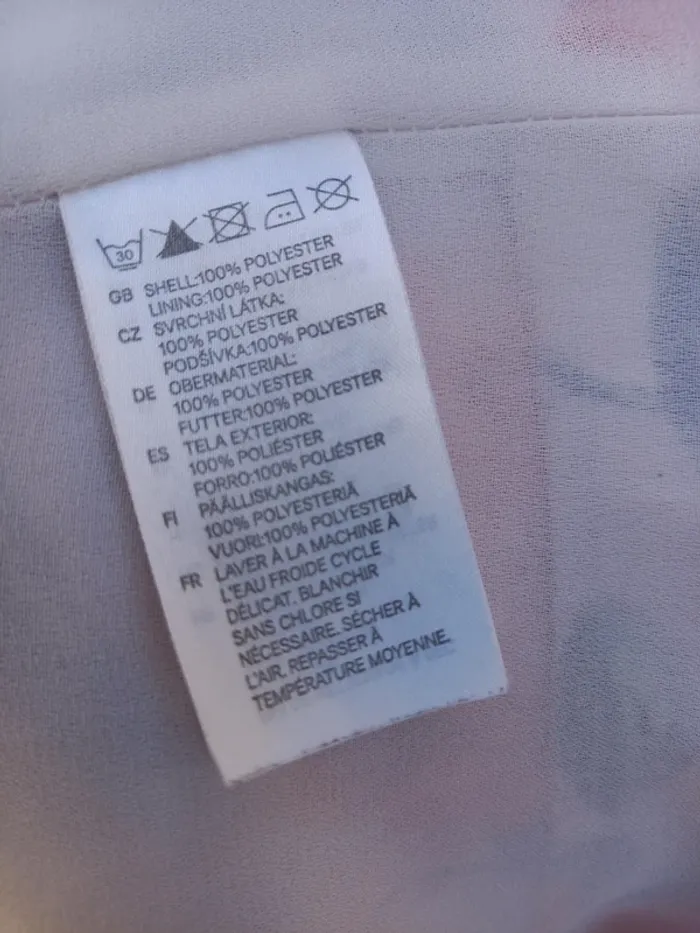 30
GB SHELL:100% POLYESTER
LINING:100% POLYESTER
CZ SVRCHNÍ LÁTKA:
100% POLYESTER
PODŠÍVKA:100% POLYESTER
DE OBERMATERIAL:
100% POLYESTER
FUTTER:100% POLYESTER
ES TELA EXTERIOR:
100% POLIÉSTER
FORRO:100% POLIÉSTER
FI PÄÄLLISKANGAS:
100% POLYESTERIÄ
VUORI:100% POLYESTERIÄ
FR LAVER À LA MACHINE À
L'EAU FROIDE CYCLE
DÉLICAT. BLANCHIR
SANS CHLORE SI
NÉCESSAIRE. SÉCHER À
L'AIR. REPASSER À
TEMPÉRATURE MOYENNE.